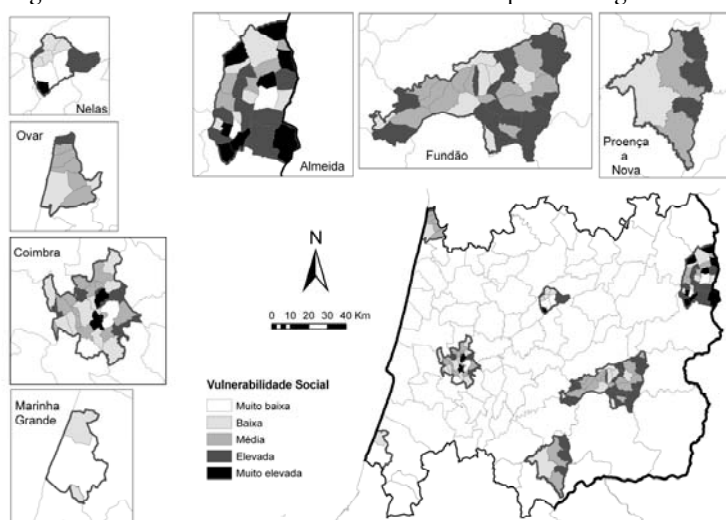 Nelas
Ovar
Almeida
Fundão
Proença
a
Nova
Coimbra
N
0 10 20 30 40 Km
Marinha
Grande
Vulnerabilidade Social
Muito baixa
Baixa
Média
Elevada
Muito elevada